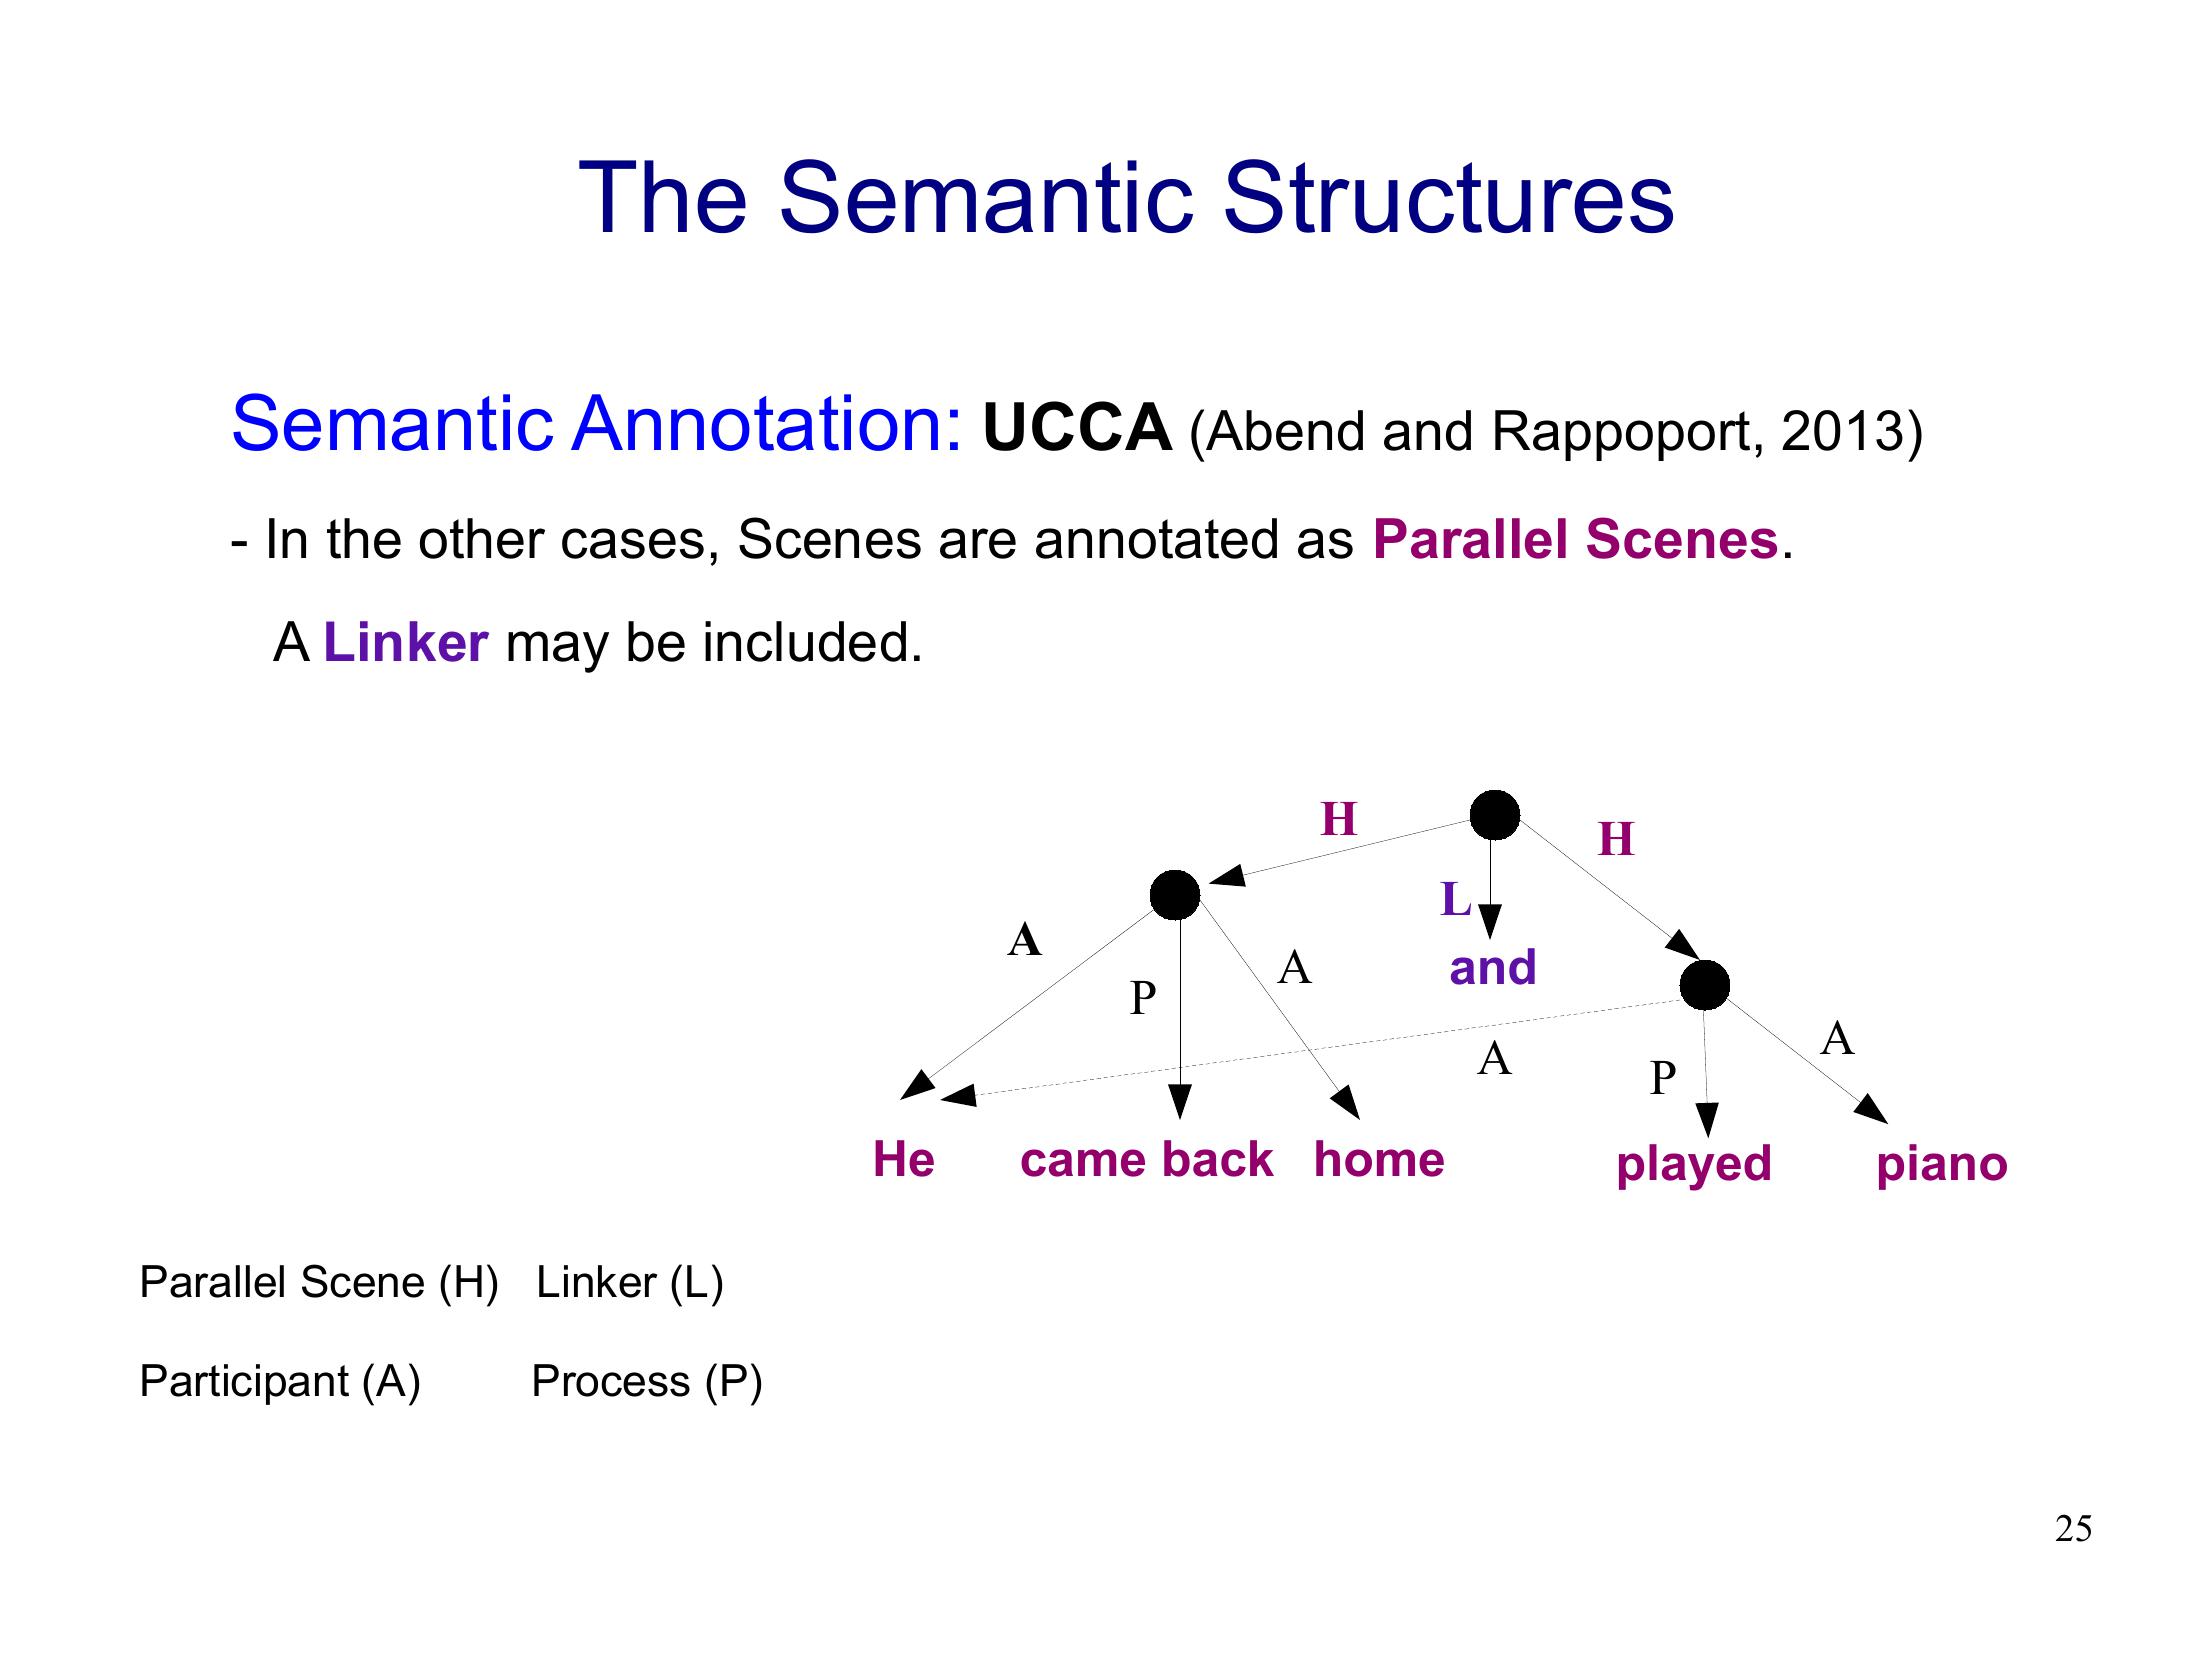 The Semantic Structures
Semantic Annotation: UCCA (Abend and Rappoport, 2013)
- In the other cases, Scenes are annotated as Parallel Scenes.
A Linker may be included.
H
H
L
A
P
A
and
A
P
A
He came back home played piano
Parallel Scene (H) Linker (L)
Participant (A) Process (P)
25